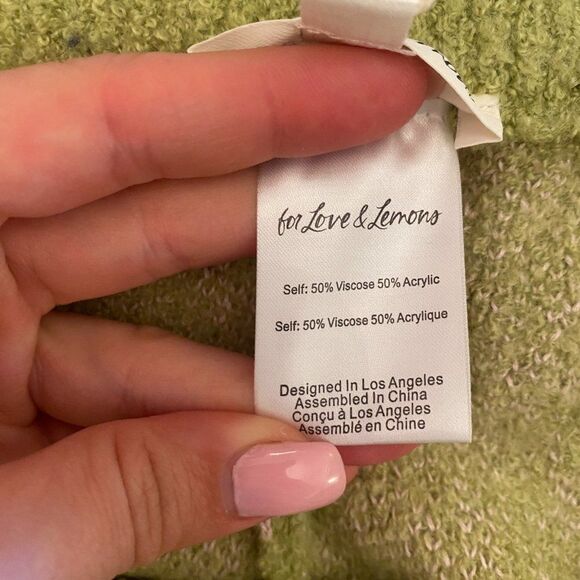 for Love & Lemons
Self: 50% Viscose 50% Acrylic
Self: 50% Viscose 50% Acrylique
Designed In Los Angeles
Assembled In China
Conçu à Los Angeles
Assemblé en Chine